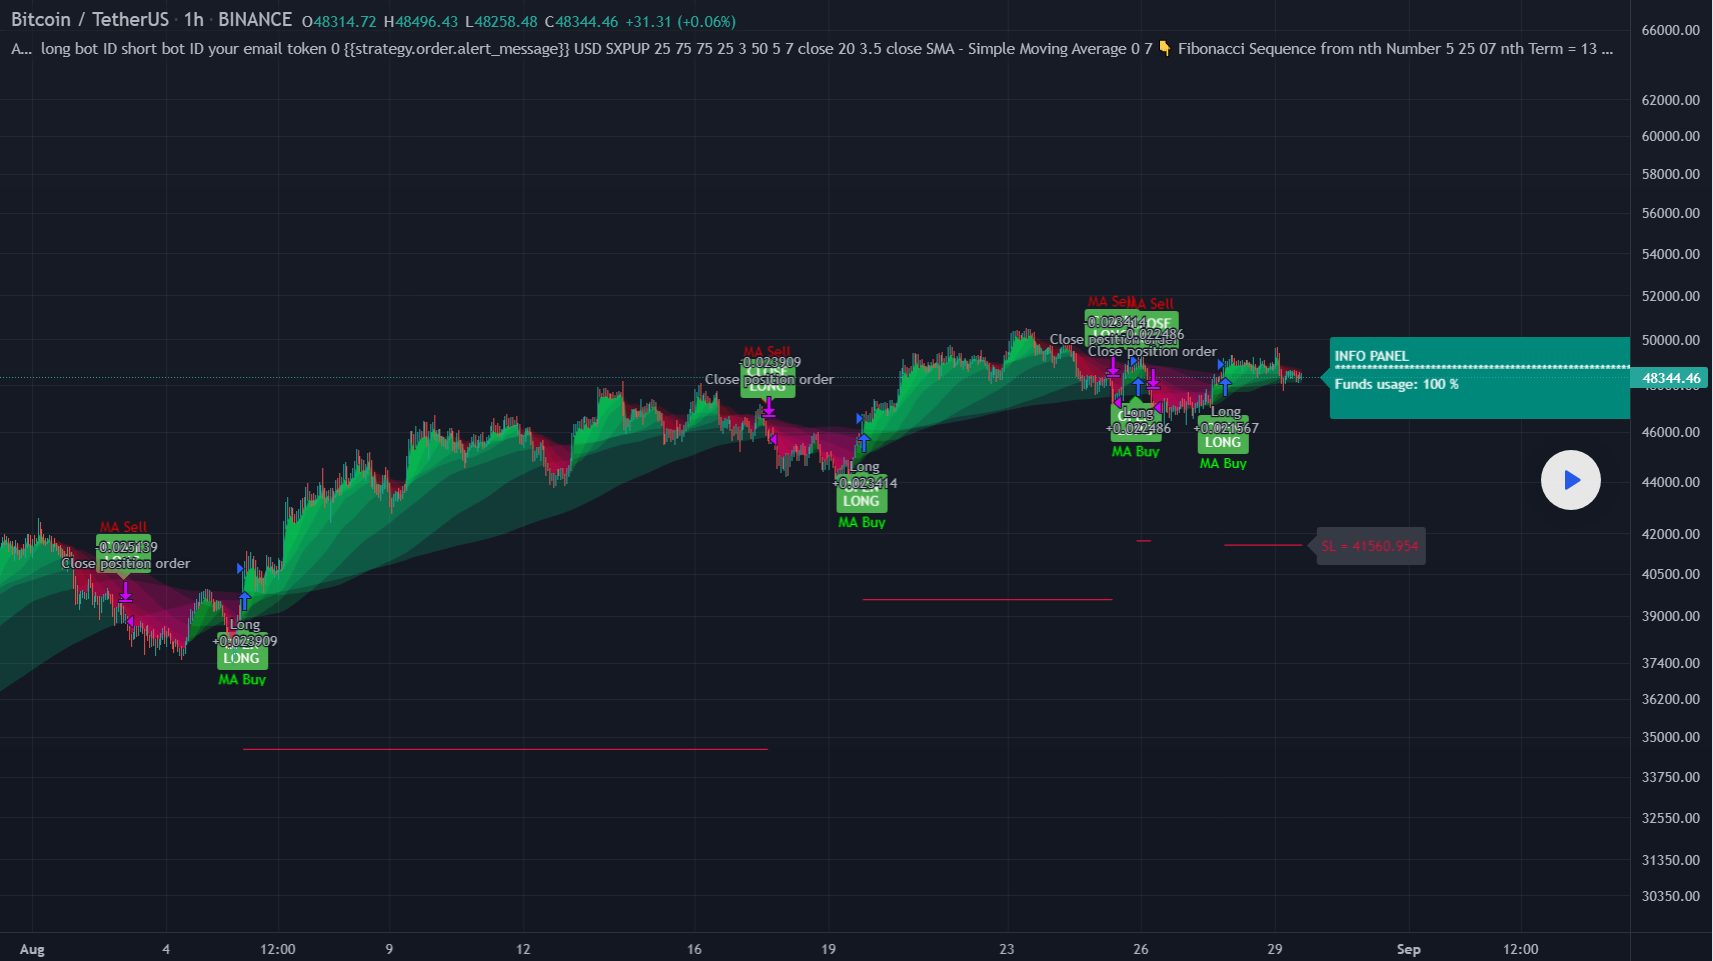 Bitcoin / TetherUS · 1h · BINANCE O48314.72 H48496.43 L48258.48 C48344.46 +31.31 (+0.06%)
A... long bot ID short bot ID your email token 0 {{strategy.order.alert_message}} USD SXPUP 25 75 75 25 3 50 5 7 close 20 3.5 close SMA - Simple Moving Average 0 7 👇 Fibonacci Sequence from nth Number 5 25 07 nth Term = 13 ...
66000.00
62000.00
60000.00
58000.00
56000.00
54000.00
52000.00
50000.00
48344.46
46000.00
44000.00
42000.00
40500.00
39000.00
37400.00
36200.00
35000.00
33750.00
32550.00
31350.00
30350.00
MA Sell
-0.025139
Close position order
Long
+0.023909
LONG
MA Buy
MA Sell
-0.023909
CLOSE
Close position order
LONG
Long
+0.023414
LONG
MA Buy
MA Sell
MA Sell
-0.023414
-0.022486
Close position order
Close position order
Long
+0.022486
MA Buy
Long
+0.021567
LONG
MA Buy
INFO PANEL
Funds usage: 100 %
SL = 41560.954
Aug 4 12:00 9 12 16 19 23 26 29 Sep 12:00